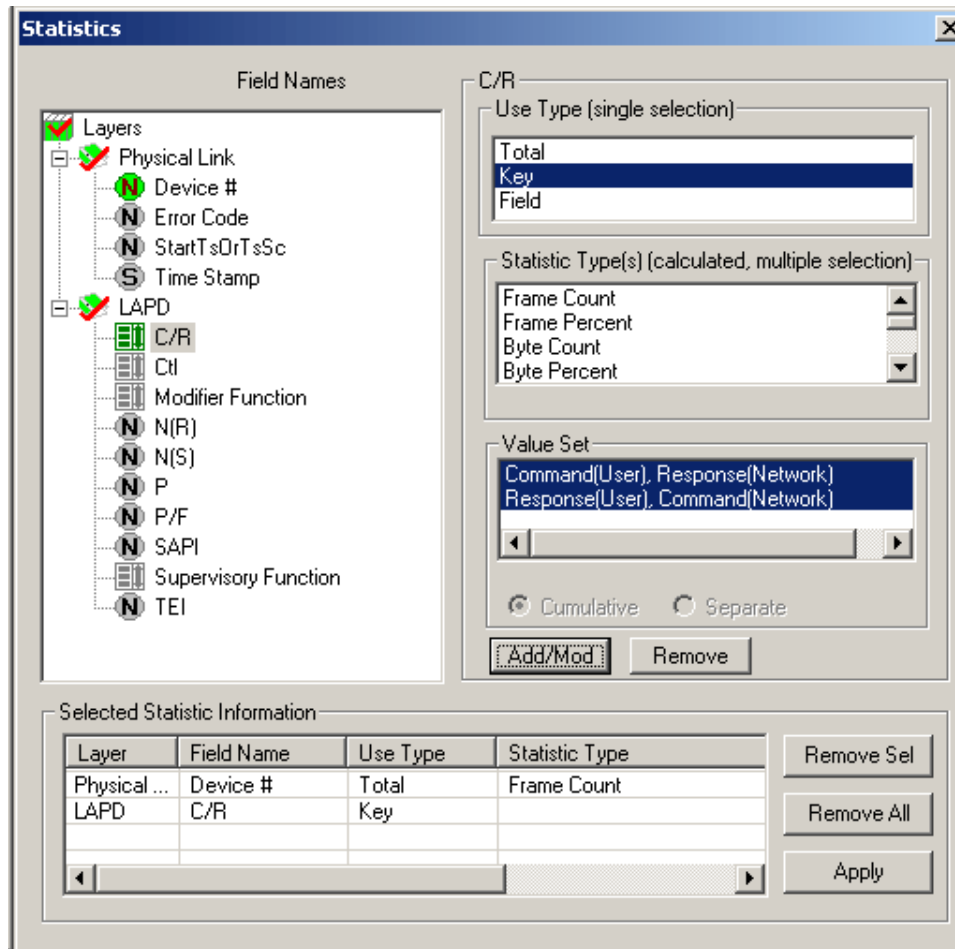 Statistics
Field Names
Layers
Physical Link
N Device #
N Error Code
N StartTsOrTsSc
S Time Stamp
LAPD
C/R
Ctl
Modifier Function
N N(R)
N N(S)
N P
N P/F
N SAPI
Supervisory Function
N TEI
C/R
Use Type (single selection)
Total
Key
Field
Statistic Type(s) (calculated, multiple selection)
Frame Count
Frame Percent
Byte Count
Byte Percent
Value Set
Command(User), Response(Network)
Response(User), Command(Network)
Cumulative Separate
Add/Mod Remove
Selected Statistic Information
Layer Field Name Use Type Statistic Type
Physical ... Device # Total Frame Count
LAPD C/R Key
Remove Sel
Remove All
Apply